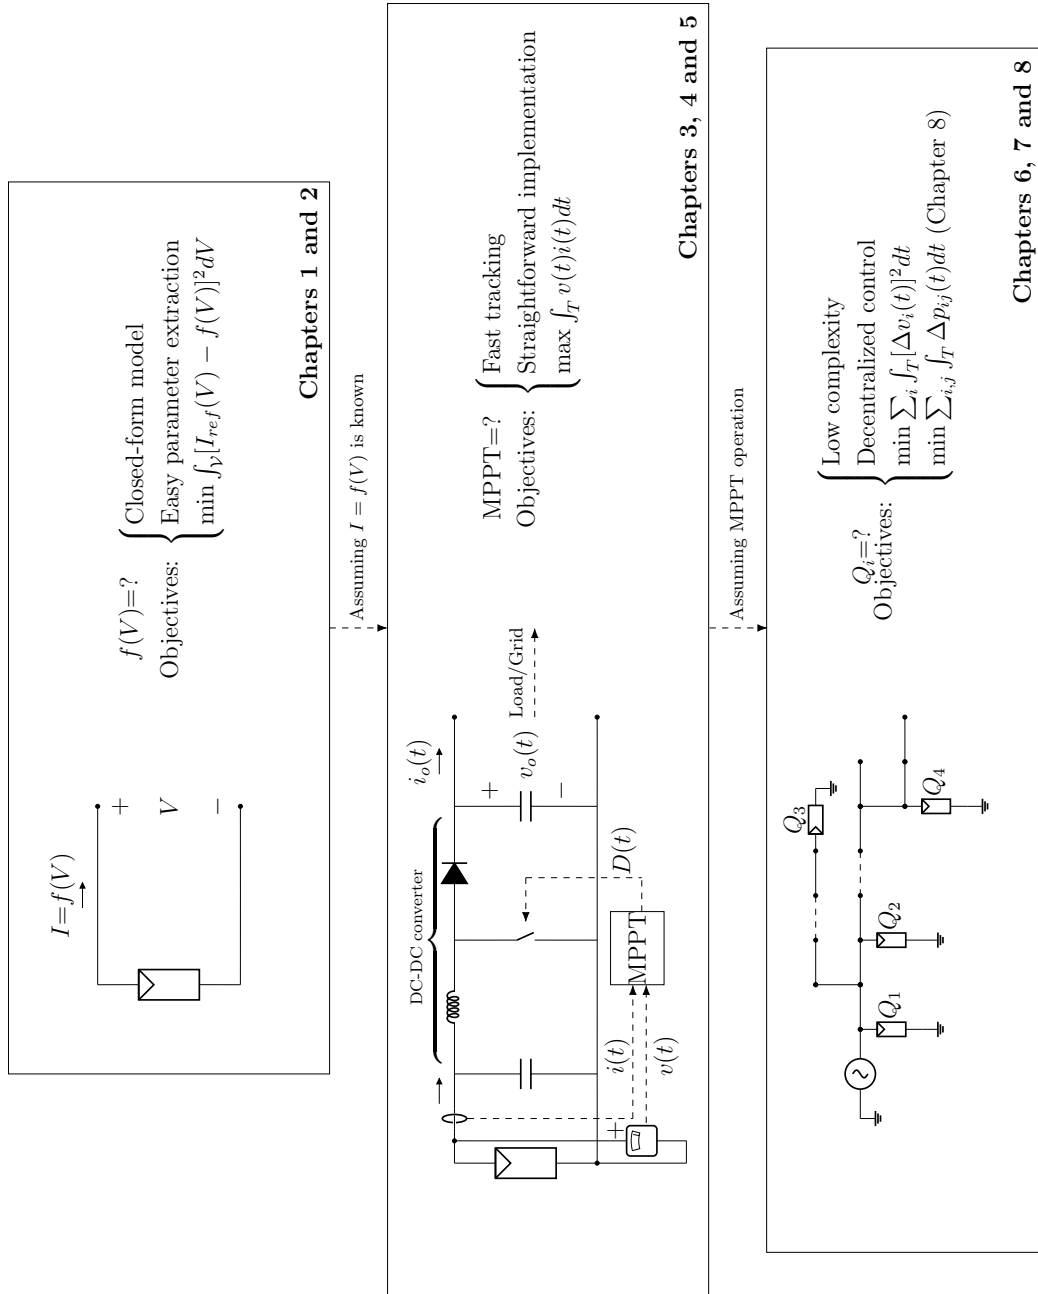 I=f(V)
+
V
−
f(V)=?
Objectives:
Closed-form model
Easy parameter extraction
min ∫_𝒱[I_{ref}(V) − f(V)]²dV
Chapters 1 and 2
Assuming I = f(V) is known
DC-DC converter
i_o(t)
+
v_o(t)
−
Load/Grid
D(t)
MPPT
i(t)
v(t)
+
MPPT=?
Objectives:
Fast tracking
Straightforward implementation
max ∫_T v(t)i(t)dt
Chapters 3, 4 and 5
Assuming MPPT operation
Q_3
Q_1
Q_2
Q_4
Q_i=?
Objectives:
Low complexity
Decentralized control
min ∑_i ∫_T[Δv_i(t)]²dt
min ∑_{i,j} ∫_T Δp_{ij}(t)dt (Chapter 8)
Chapters 6, 7 and 8